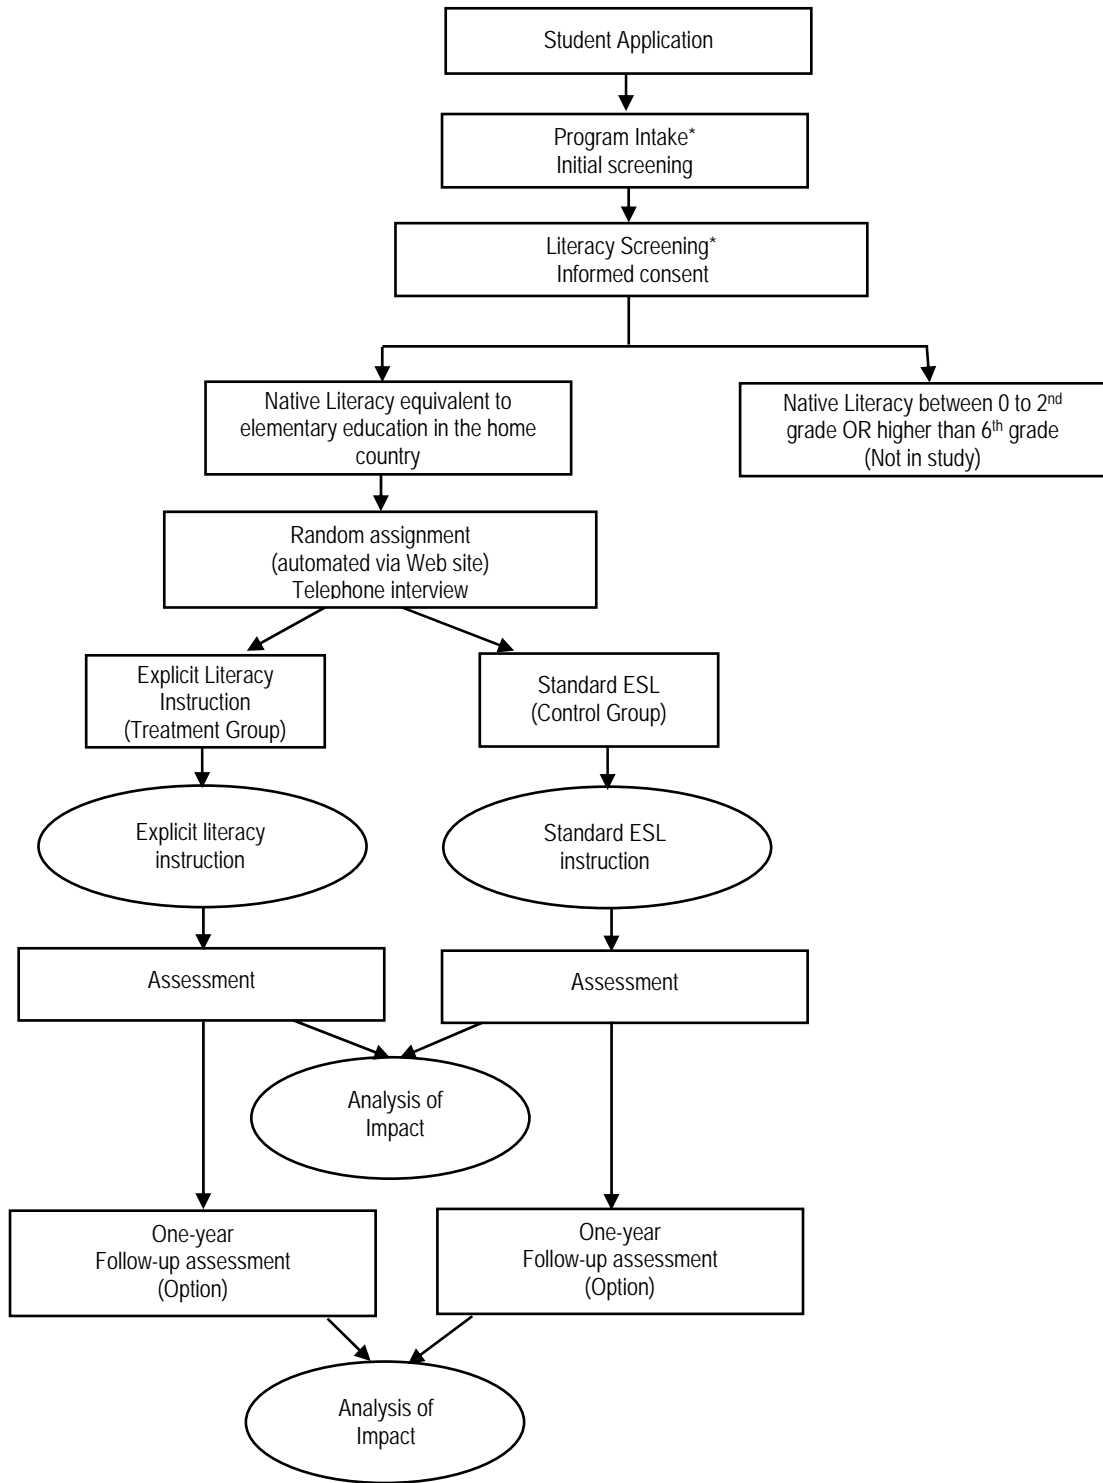 Student Application
Program Intake*
Initial screening
Literacy Screening*
Informed consent
Native Literacy equivalent to
elementary education in the home
country
Native Literacy between 0 to 2nd
grade OR higher than 6th grade
(Not in study)
Random assignment
(automated via Web site)
Telephone interview
Explicit Literacy
Instruction
(Treatment Group)
Standard ESL
(Control Group)
Explicit literacy
instruction
Standard ESL
instruction
Assessment
Assessment
Analysis of
Impact
One-year
Follow-up assessment
(Option)
One-year
Follow-up assessment
(Option)
Analysis of
Impact